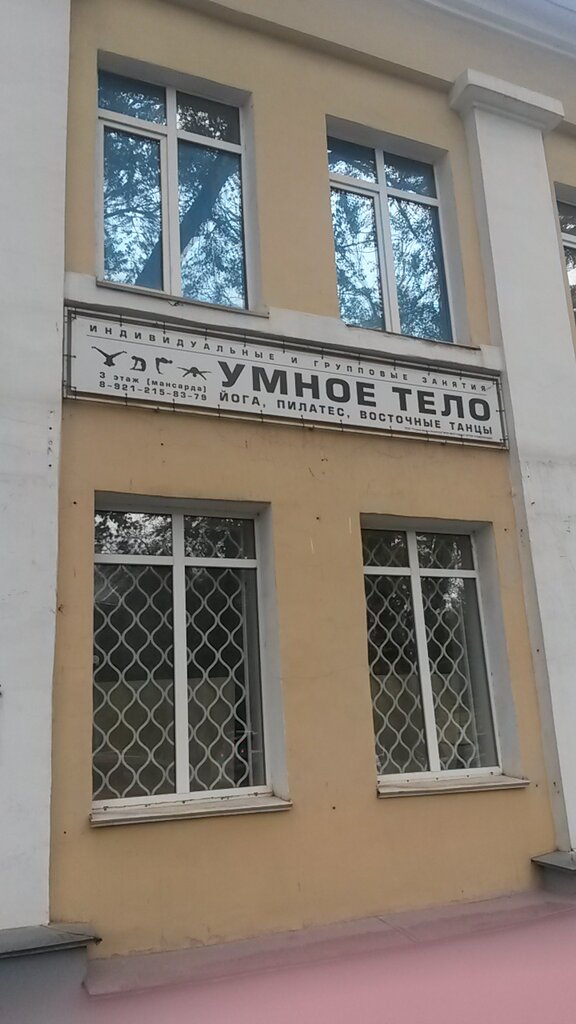 ИНДИВИДУАЛЬНЫЕ И ГРУППОВЫЕ ЗАНЯТИЯ
УМНОЕ ТЕЛО
3 этаж (мансарда)
8-921-215-83-79
ЙОГА, ПИЛАТЕС, ВОСТОЧНЫЕ ТАНЦЫ